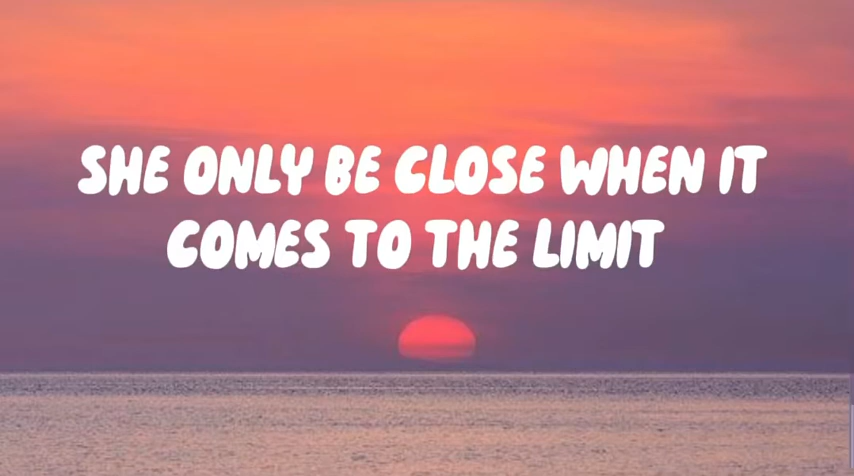 SHE ONLY BE CLOSE WHEN IT
COMES TO THE LIMIT